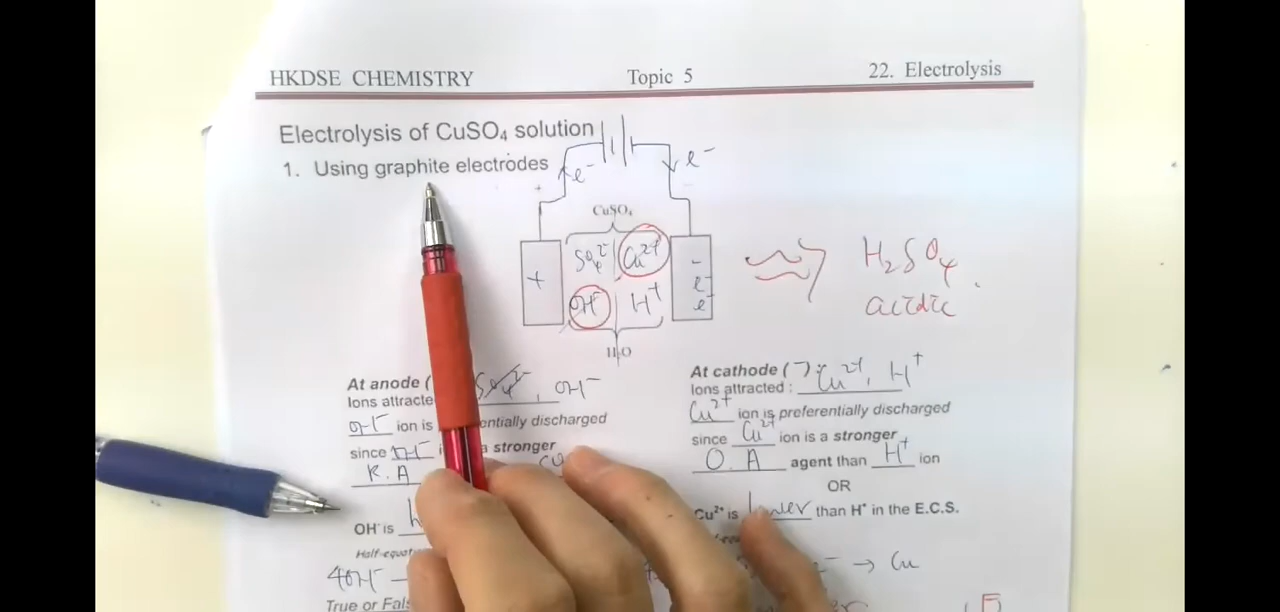 HKDSE CHEMISTRY Topic 5 22. Electrolysis
Electrolysis of CuSO₄ solution
1. Using graphite electrodes
e⁻ e⁻
+ −
CuSO₄
SO₄²⁻ Cu²⁺
+ OH⁻ H⁺ − e⁻ e⁻
H₂O
H₂SO₄
acidic
At anode (
Ions attracte SO₄²⁻, OH⁻
OH⁻ ion is entially discharged
since OH⁻ i a stronger
R.A
OH⁻ is h
Half-equat
4OH⁻
True or Fals
At cathode (−):
Ions attracted : Cu²⁺, H⁺
Cu²⁺ ion is preferentially discharged
since Cu²⁺ ion is a stronger
O.A agent than H⁺ ion
OR
Cu²⁺ is lower than H⁺ in the E.C.S.
e⁻ → Cu